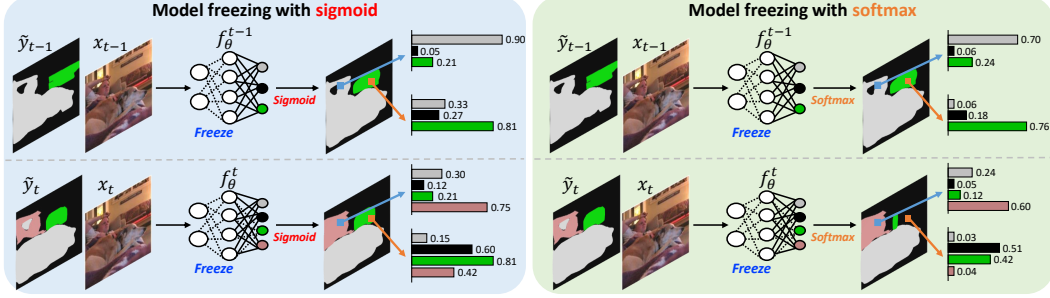 Model freezing with sigmoid
ỹt−1 xt−1 fθt−1
Sigmoid
Freeze
0.90
0.05
0.21
0.33
0.27
0.81
ỹt xt fθt
Sigmoid
Freeze
0.30
0.12
0.21
0.75
0.15
0.60
0.81
0.42
Model freezing with softmax
ỹt−1 xt−1 fθt−1
Softmax
Freeze
0.70
0.06
0.24
0.06
0.18
0.76
ỹt xt fθt
Softmax
Freeze
0.24
0.05
0.12
0.60
0.03
0.51
0.42
0.04